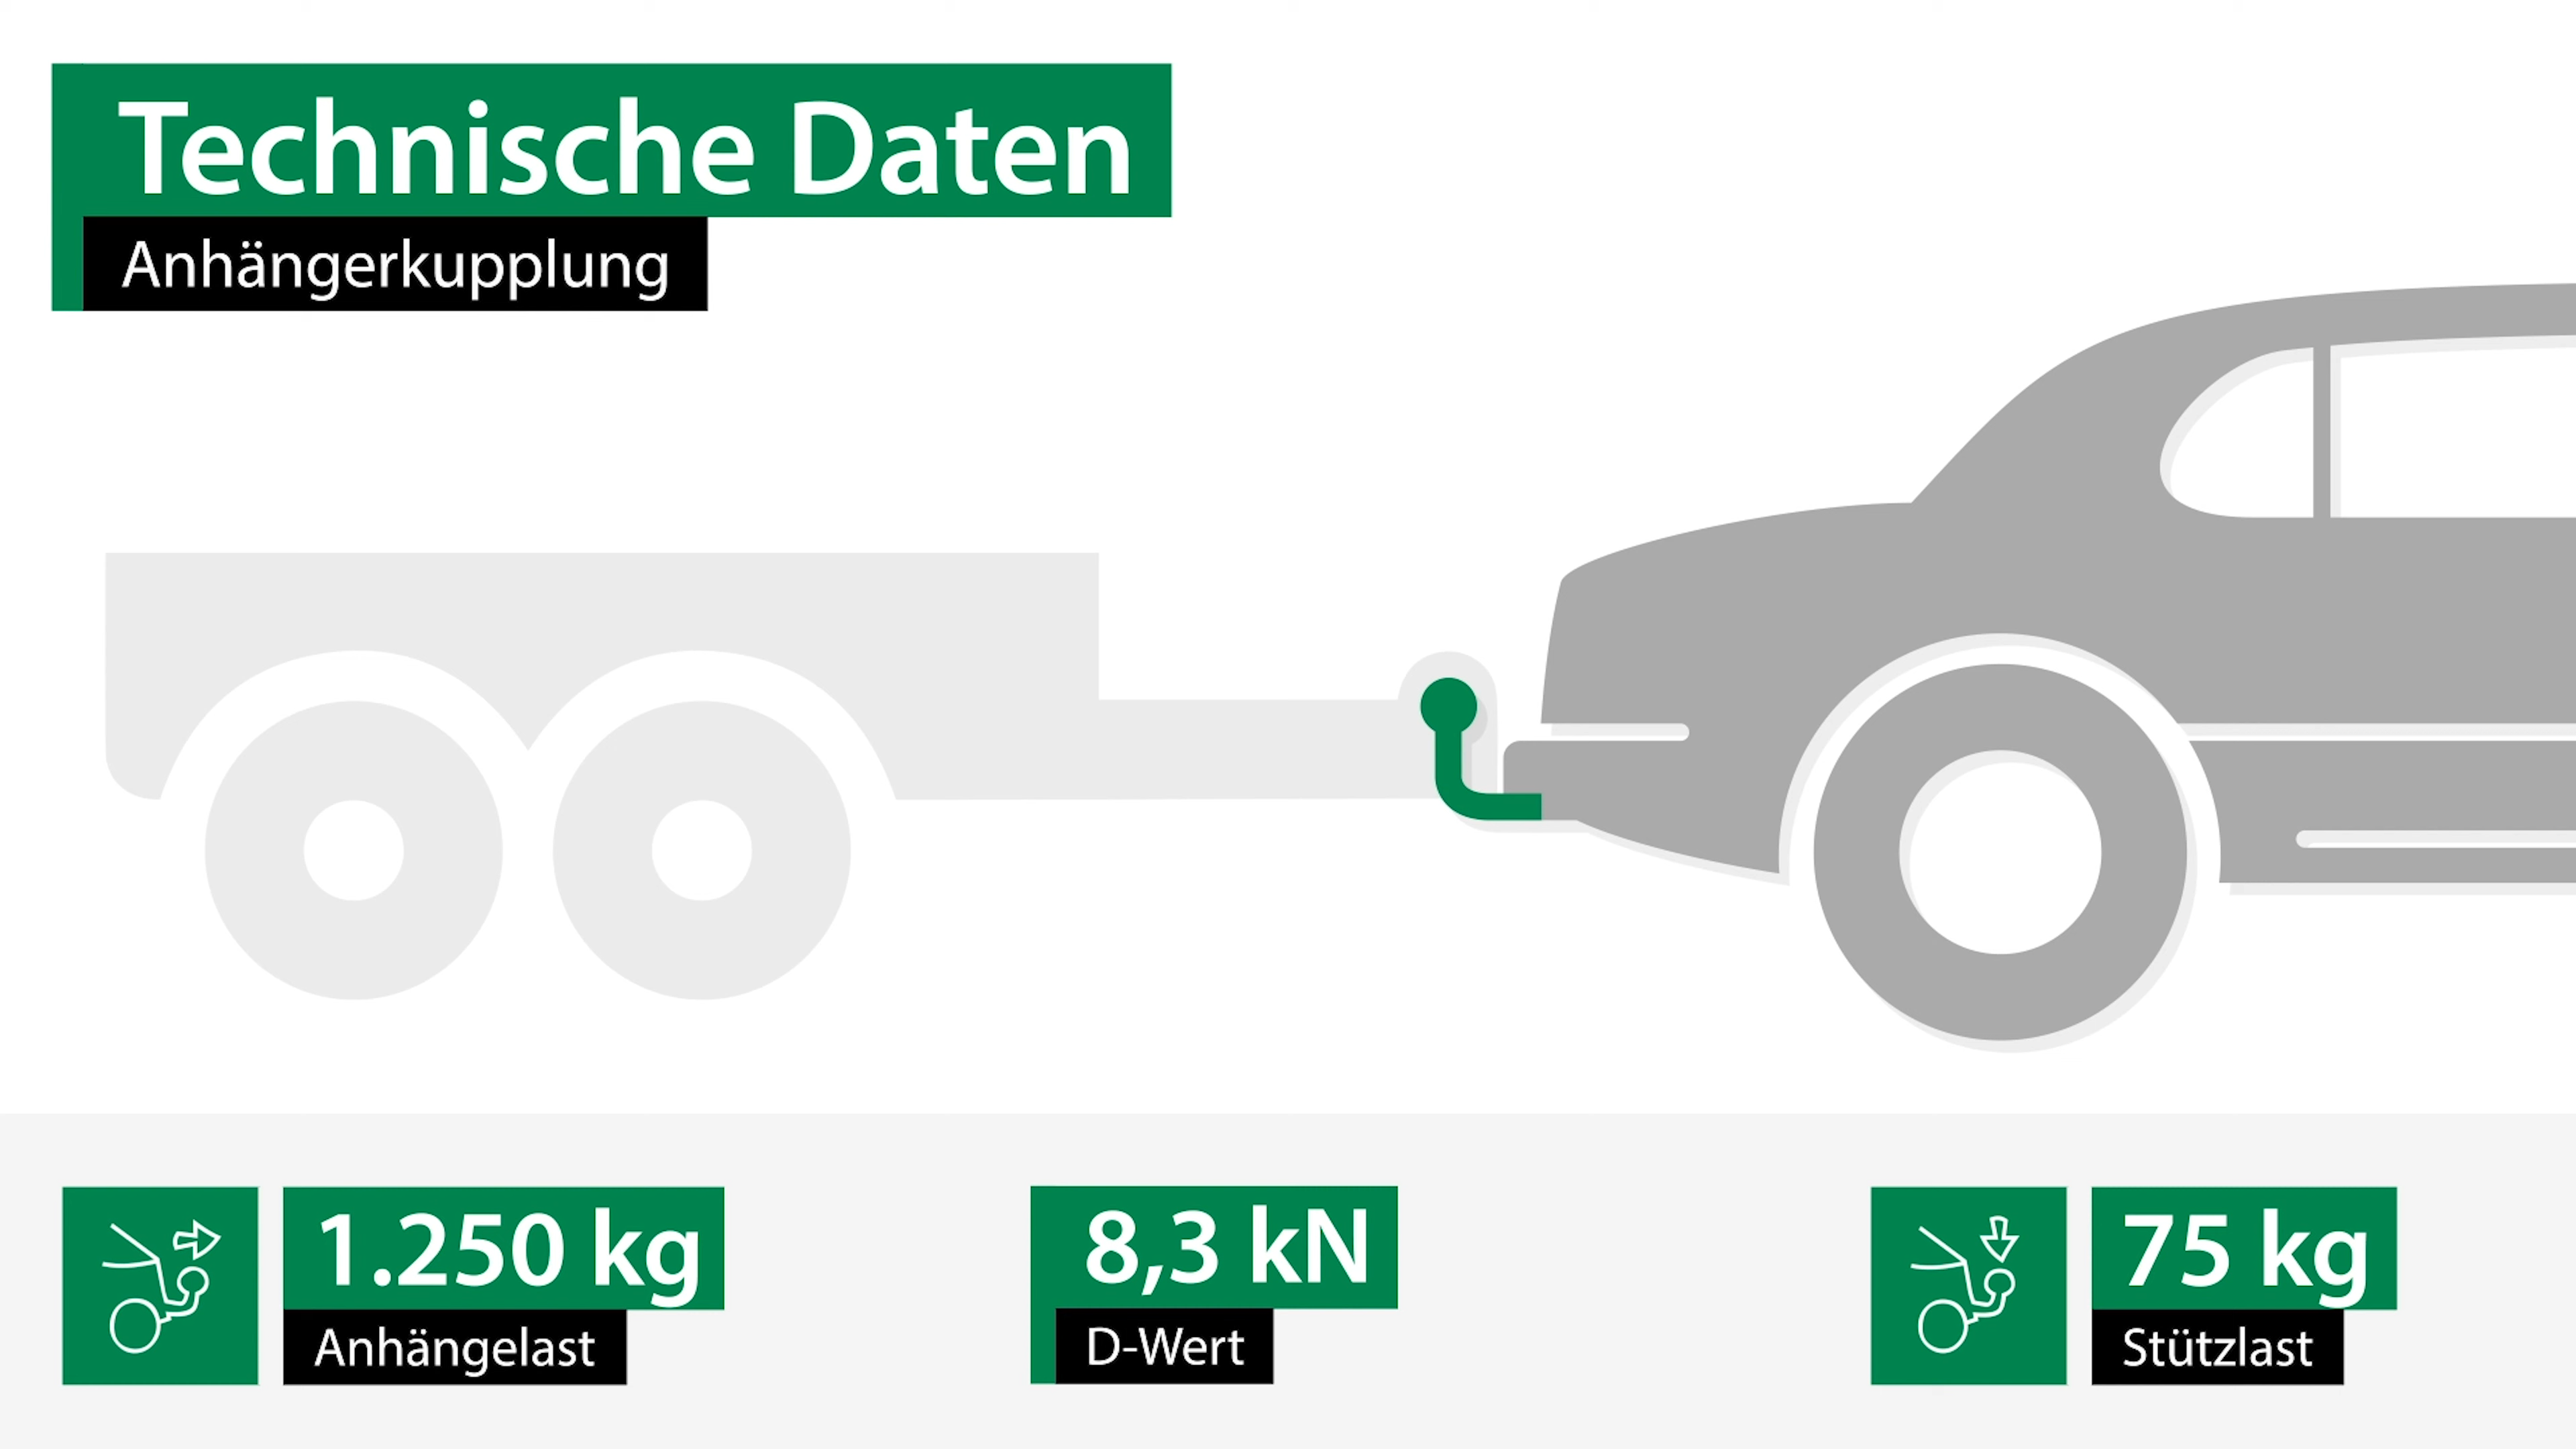 Technische Daten
Anhängerkupplung
1.250 kg
Anhängelast
8,3 kN
D-Wert
75 kg
Stützlast